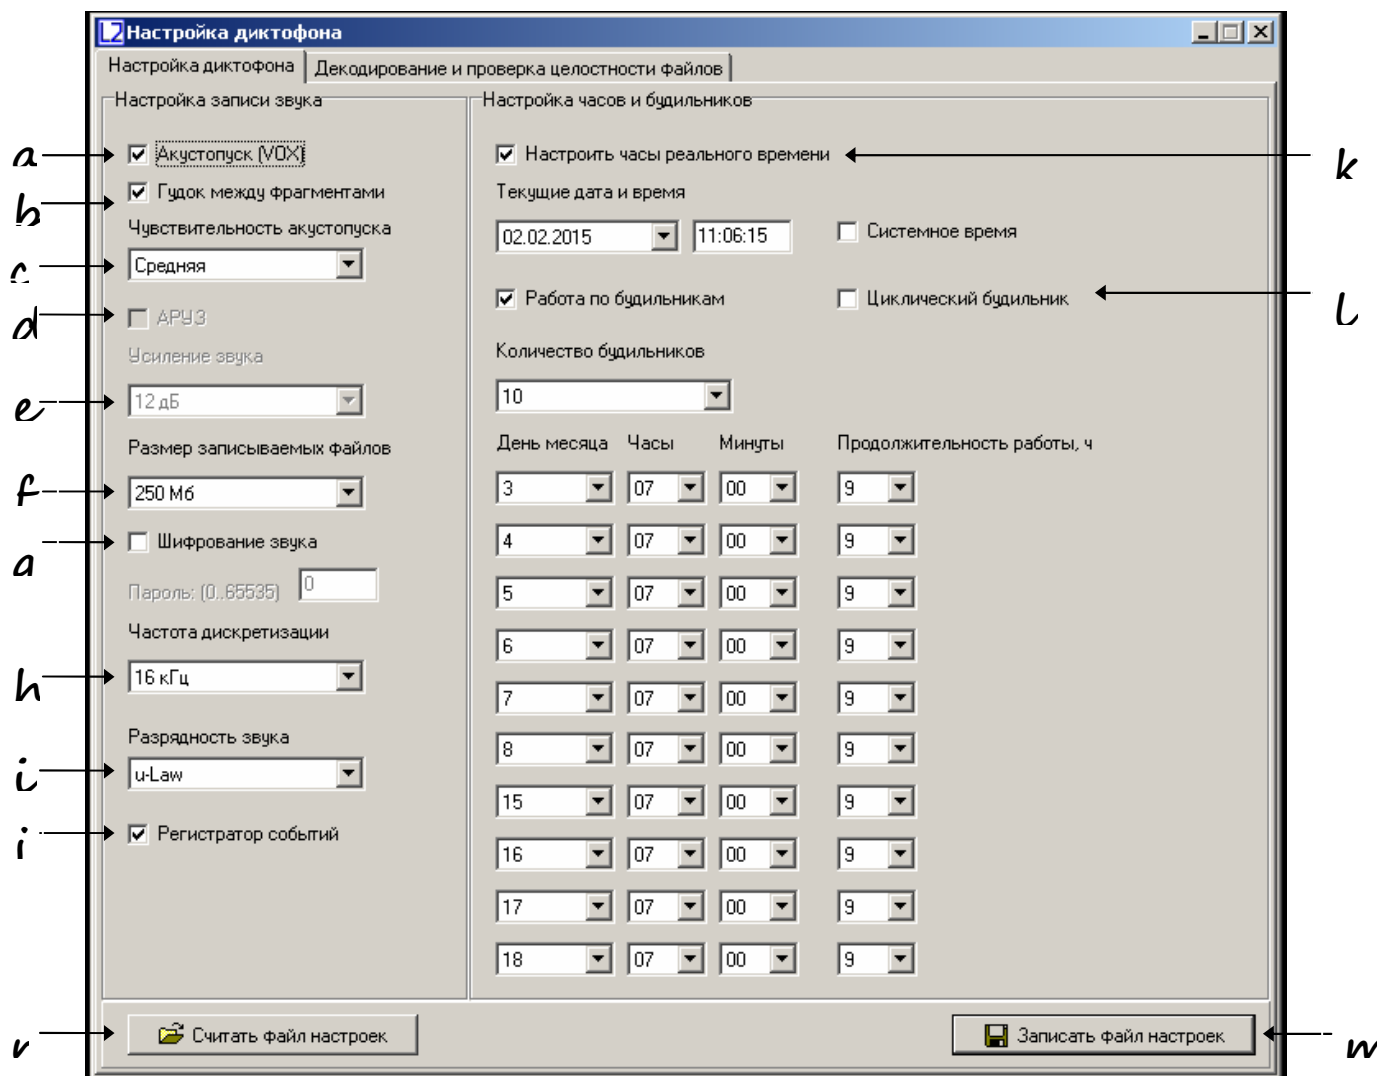 Настройка диктофона
Настройка диктофона Декодирование и проверка целостности файлов
Настройка записи звука
a Акустопуск (VOX)
b Гудок между фрагментами
Чувствительность акустопуска
c Средняя
d АРУЗ
Усиление звука
e 12 дБ
Размер записываемых файлов
f 250 Мб
Шифрование звука
Пароль: (0..65535) 0
Частота дискретизации
h 16 кГц
Разрядность звука
i u-Law
Регистратор событий
Настройка часов и будильников
Настроить часы реального времени k
Текущие дата и время
02.02.2015 11:06:15 Системное время
Работа по будильникам Циклический будильник l
Количество будильников
10
День месяца Часы Минуты Продолжительность работы, ч
3 07 00 9
4 07 00 9
5 07 00 9
6 07 00 9
7 07 00 9
8 07 00 9
15 07 00 9
16 07 00 9
17 07 00 9
18 07 00 9
Считать файл настроек Записать файл настроек m